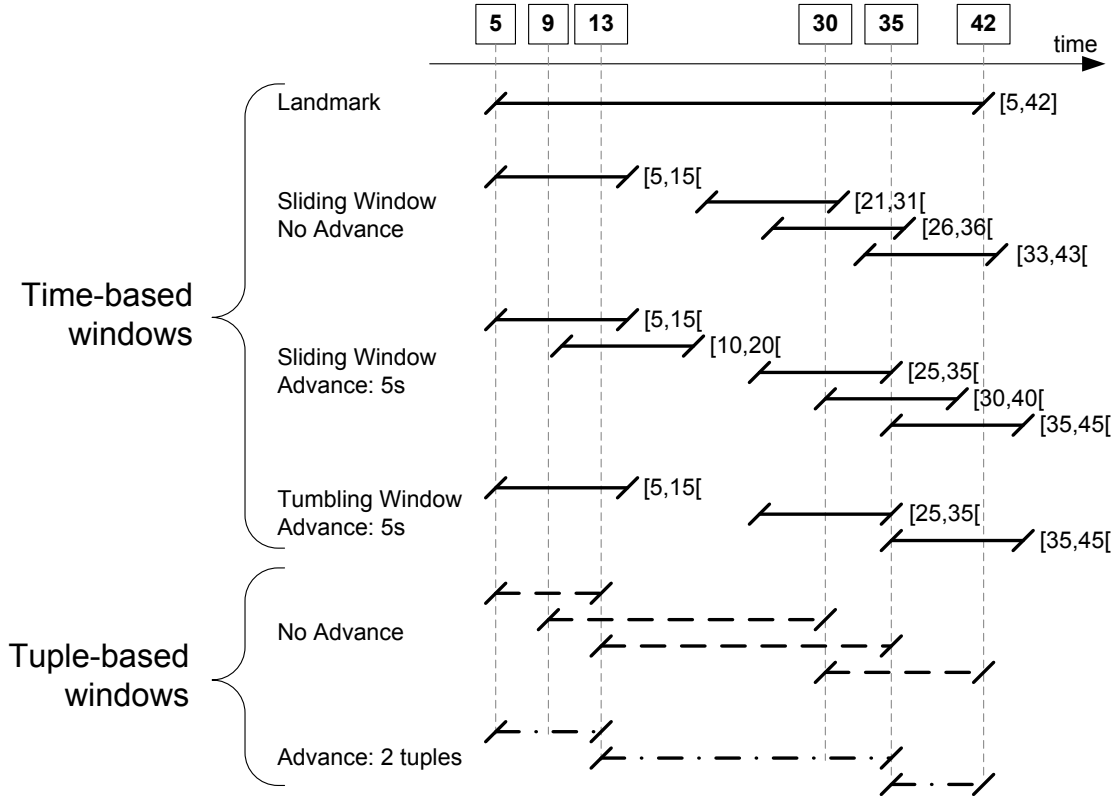 5 9 13 30 35 42
time
Landmark
[5,42]
[5,15[
Sliding Window
No Advance
[21,31[
[26,36[
[33,43[
Time-based
windows
[5,15[
[10,20[
Sliding Window
Advance: 5s
[25,35[
[30,40[
[35,45[
Tumbling Window
Advance: 5s
[5,15[
[25,35[
[35,45[
Tuple-based
windows
No Advance
Advance: 2 tuples